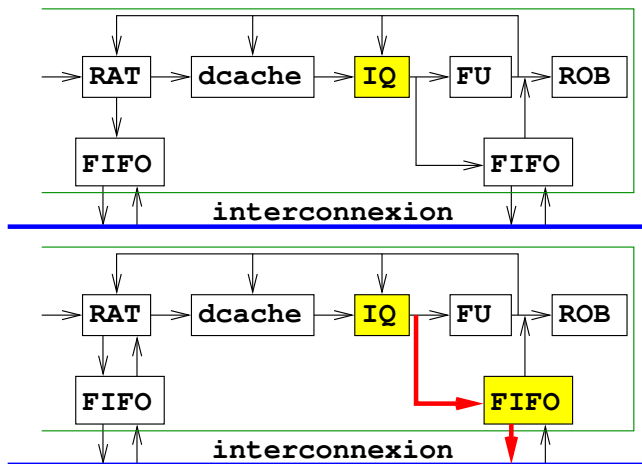 RAT dcache IQ FU ROB
FIFO FIFO
interconnexion
RAT dcache IQ FU ROB
FIFO FIFO
interconnexion